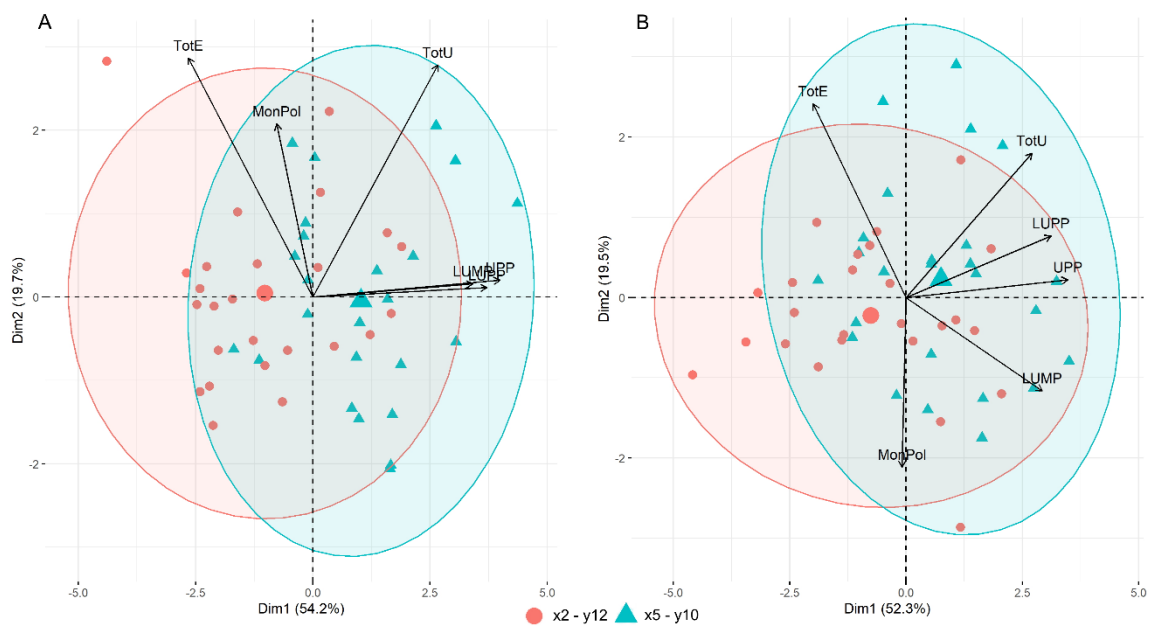 A
B
TotE
TotU
MonPol
LUMP
UPP
LUPP
2
0
-2
Dim2 (19.7%)
-5.0
-2.5
0.0
2.5
5.0
Dim1 (54.2%)
TotE
TotU
LUPP
UPP
LUMP
MonPol
2
0
-2
Dim2 (19.5%)
-5.0
-2.5
0.0
2.5
5.0
Dim1 (52.3%)
x2 - y12
x5 - y10